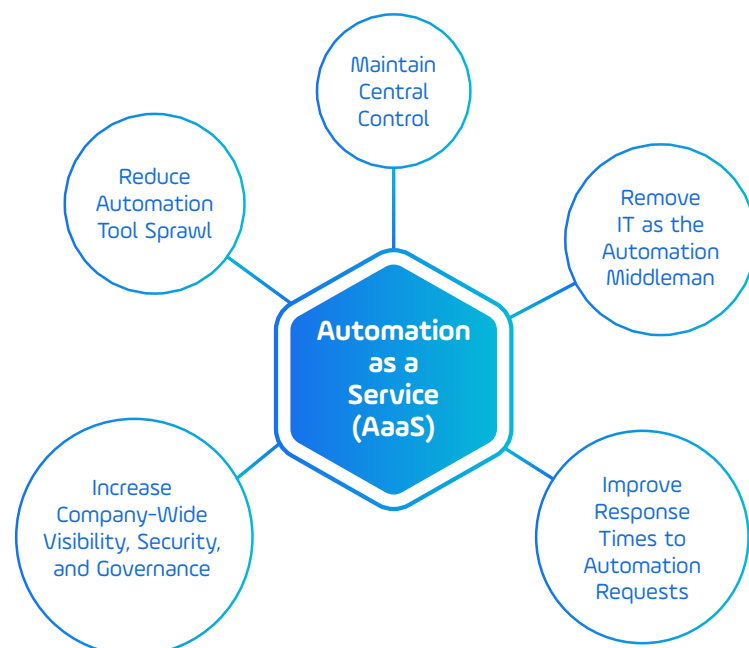 Maintain
Central
Control
Reduce
Automation
Tool Sprawl
Remove
IT as the
Automation
Middleman
Automation
as a
Service
(AaaS)
Increase
Company-Wide
Visibility, Security,
and Governance
Improve
Response
Times to
Automation
Requests